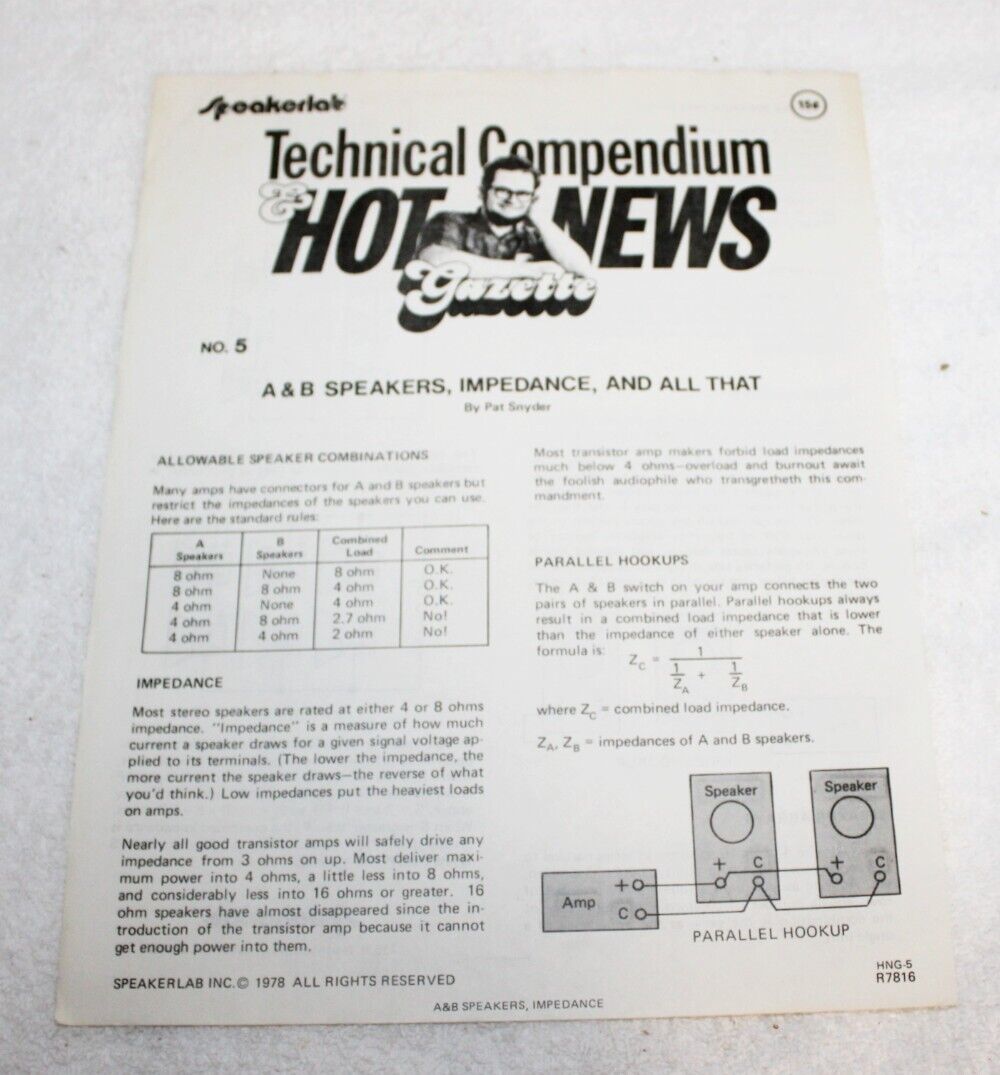 Speakerlab
15¢
Technical Compendium
& HOT NEWS
Gazette
NO. 5
A & B SPEAKERS, IMPEDANCE, AND ALL THAT
By Pat Snyder
ALLOWABLE SPEAKER COMBINATIONS
Many amps have connectors for A and B speakers but
restrict the impedances of the speakers you can use.
Here are the standard rules:
A Speakers B Speakers Combined Load Comment
8 ohm None 8 ohm O.K.
8 ohm 8 ohm 4 ohm O.K.
4 ohm None 4 ohm O.K.
4 ohm 8 ohm 2.7 ohm No!
4 ohm 4 ohm 2 ohm No!
IMPEDANCE
Most stereo speakers are rated at either 4 or 8 ohms
impedance. "Impedance" is a measure of how much
current a speaker draws for a given signal voltage ap-
plied to its terminals. (The lower the impedance, the
more current the speaker draws—the reverse of what
you'd think.) Low impedances put the heaviest loads
on amps.
Nearly all good transistor amps will safely drive any
impedance from 3 ohms on up. Most deliver maxi-
mum power into 4 ohms, a little less into 8 ohms,
and considerably less into 16 ohms or greater. 16
ohm speakers have almost disappeared since the in-
troduction of the transistor amp because it cannot
get enough power into them.
Most transistor amp makers forbid load impedances
much below 4 ohms—overload and burnout await
the foolish audiophile who transgretheth this com-
mandment.
PARALLEL HOOKUPS
The A & B switch on your amp connects the two
pairs of speakers in parallel. Parallel hookups always
result in a combined load impedance that is lower
than the impedance of either speaker alone. The
formula is:
Z_C = 1 / (1/Z_A + 1/Z_B)
where Z_C = combined load impedance.
Z_A, Z_B = impedances of A and B speakers.
Speaker
Speaker
+ C
+ C
Amp
+
C
PARALLEL HOOKUP
SPEAKERLAB INC.© 1978 ALL RIGHTS RESERVED
HNG-5
R7816
A&B SPEAKERS, IMPEDANCE